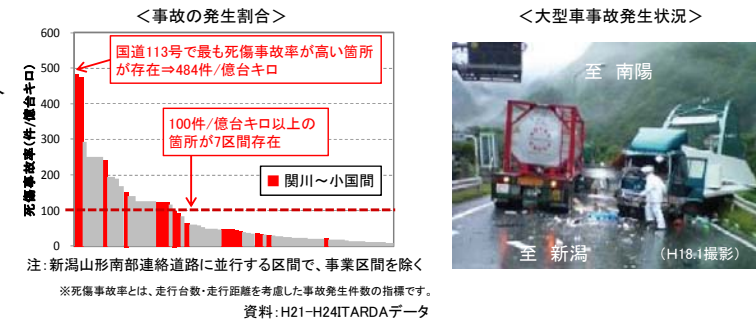 ＜事故の発生割合＞
＜大型車事故発生状況＞
死傷事故率(件/億台キロ)
600
500
400
300
200
100
0
国道113号で最も死傷事故率が高い箇所
が存在⇒484件/億台キロ
100件/億台キロ以上の
箇所が7区間存在
関川～小国間
至 南陽
至 新潟
（H18.1撮影）
注：新潟山形南部連絡道路に並行する区間で、事業区間を除く
※死傷事故率とは、走行台数・走行距離を考慮した事故発生件数の指標です。
資料：H21-H24ITARDAデータ